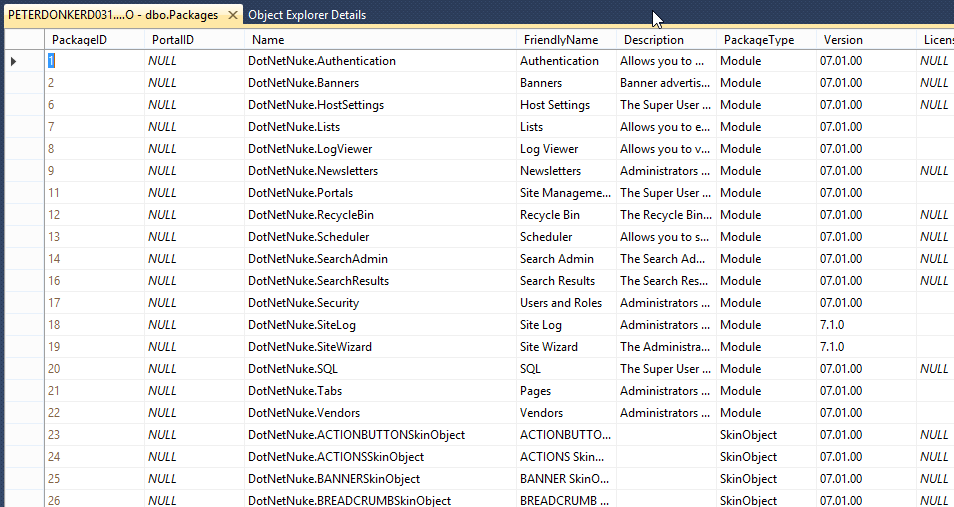 PETERDONKERD031....O - dbo.Packages Object Explorer Details
PackageID PortalID Name FriendlyName Description PackageType Version Licens
1 NULL DotNetNuke.Authentication Authentication Allows you to ... Module 07.01.00 NULL
2 NULL DotNetNuke.Banners Banners Banner advertis... Module 07.01.00 NULL
6 NULL DotNetNuke.HostSettings Host Settings The Super User ... Module 07.01.00 NULL
7 NULL DotNetNuke.Lists Lists Allows you to e... Module 07.01.00
8 NULL DotNetNuke.LogViewer Log Viewer Allows you to v... Module 07.01.00
9 NULL DotNetNuke.Newsletters Newsletters Administrators ... Module 07.01.00 NULL
11 NULL DotNetNuke.Portals Site Manageme... The Super User ... Module 07.01.00
12 NULL DotNetNuke.RecycleBin Recycle Bin The Recycle Bin... Module 07.01.00 NULL
13 NULL DotNetNuke.Scheduler Scheduler Allows you to s... Module 07.01.00 NULL
14 NULL DotNetNuke.SearchAdmin Search Admin The Search Ad... Module 07.01.00 NULL
16 NULL DotNetNuke.SearchResults Search Results The Search Res... Module 07.01.00 NULL
17 NULL DotNetNuke.Security Users and Roles Administrators ... Module 07.01.00
18 NULL DotNetNuke.SiteLog Site Log Administrators ... Module 7.1.0
19 NULL DotNetNuke.SiteWizard Site Wizard The Administra... Module 7.1.0
20 NULL DotNetNuke.SQL SQL The Super User ... Module 07.01.00 NULL
21 NULL DotNetNuke.Tabs Pages Administrators ... Module 07.01.00
22 NULL DotNetNuke.Vendors Vendors Administrators ... Module 07.01.00
23 NULL DotNetNuke.ACTIONBUTTONSkinObject ACTIONBUTTO... SkinObject 07.01.00 NULL
24 NULL DotNetNuke.ACTIONSSkinObject ACTIONS Skin... SkinObject 07.01.00 NULL
25 NULL DotNetNuke.BANNERSkinObject BANNER SkinO... SkinObject 07.01.00 NULL
26 NULL DotNetNuke.BREADCRUMBSkinObject BREADCRUMB ... SkinObject 07.01.00 NULL